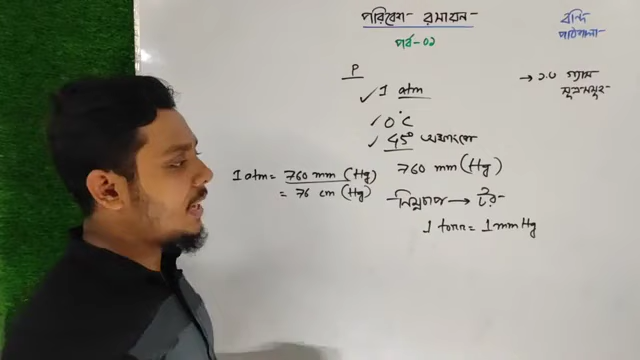 পরিবেশ রসায়ন
পর্ব-০২
বন্দি
পাঠশালা
P
1 atm
0°C
45° অক্ষাংশে
760 mm (Hg)
1 atm = 760 mm (Hg)
= 76 cm (Hg)
নিম্নচাপ → টর
1 torr = 1 mm Hg
→ ১.০ গ্যাস
সূত্রসমূহ